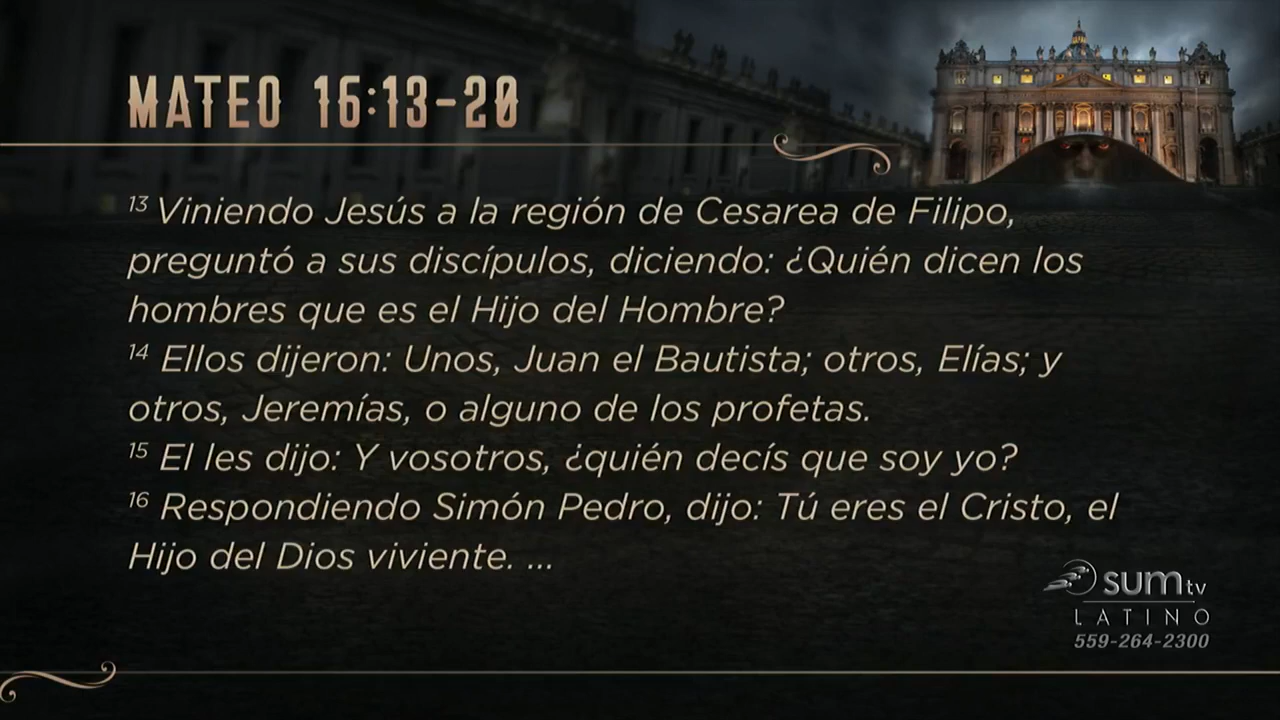 MATEO 16:13-20
13 Viniendo Jesús a la región de Cesarea de Filipo,
preguntó a sus discípulos, diciendo: ¿Quién dicen los
hombres que es el Hijo del Hombre?
14 Ellos dijeron: Unos, Juan el Bautista; otros, Elías; y
otros, Jeremías, o alguno de los profetas.
15 El les dijo: Y vosotros, ¿quién decís que soy yo?
16 Respondiendo Simón Pedro, dijo: Tú eres el Cristo, el
Hijo del Dios viviente. ...
sumtv
LATINO
559-264-2300